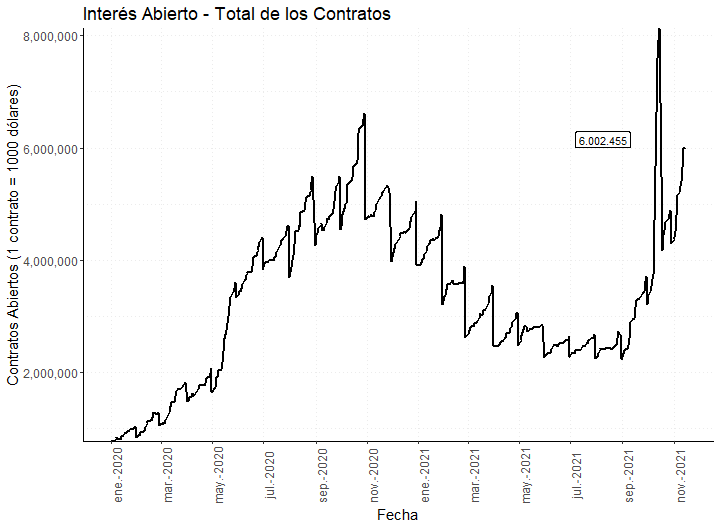 Interés Abierto - Total de los Contratos
Contratos Abiertos (1 contrato = 1000 dólares)
8,000,000
6,000,000
4,000,000
2,000,000
6.002.455
ene.-2020
mar.-2020
may.-2020
jul.-2020
sep.-2020
nov.-2020
ene.-2021
mar.-2021
may.-2021
jul.-2021
sep.-2021
nov.-2021
Fecha